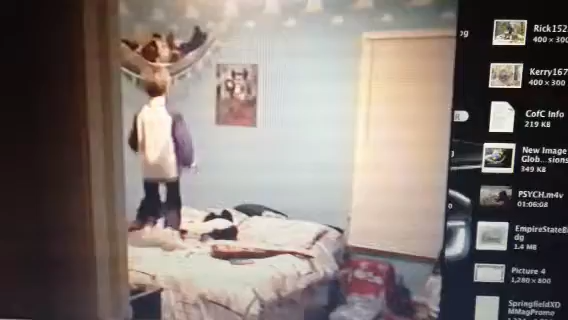 Rick152
400 × 300
Kerry167
400 × 300
CofC Info
219 KB
New Image
Glob...sions
349 KB
PSYCH.m4v
01:06:08
EmpireStateB
dg
1.4 MB
Picture 4
1,280 × 800
SpringfieldXD
MMagPromo